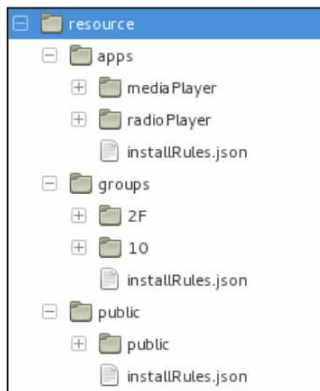 resource
apps
mediaPlayer
radioPlayer
installRules.json
groups
2F
10
installRules.json
public
public
installRules.json